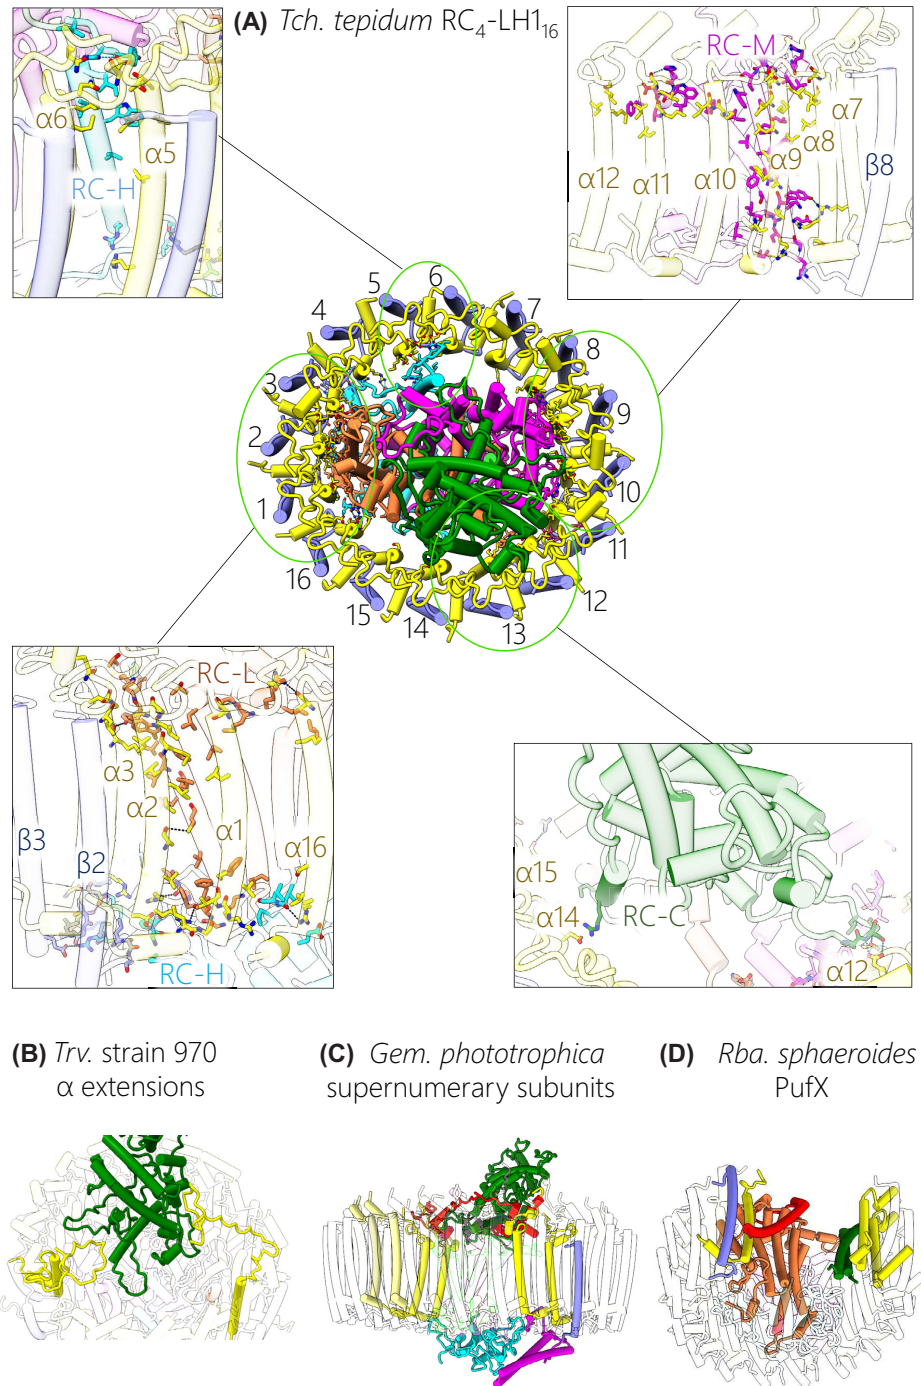 (A) Tch. tepidum RC4-LH116
α6
α5
RC-H
RC-M
α7
α8
α9
α10
α11
α12
β8
1
2
3
4
5
6
7
8
9
10
11
12
13
14
15
16
RC-L
α3
α2
α1
α16
β3
β2
RC-H
α15
α14
RC-C
α12
(B) Trv. strain 970
α extensions
(C) Gem. phototrophica
supernumerary subunits
(D) Rba. sphaeroides
PufX